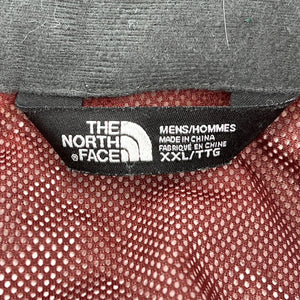 THE
NORTH
FACE
®
MENS/HOMMES
MADE IN CHINA
FABRIQUÉ EN CHINE
XXL/TTG